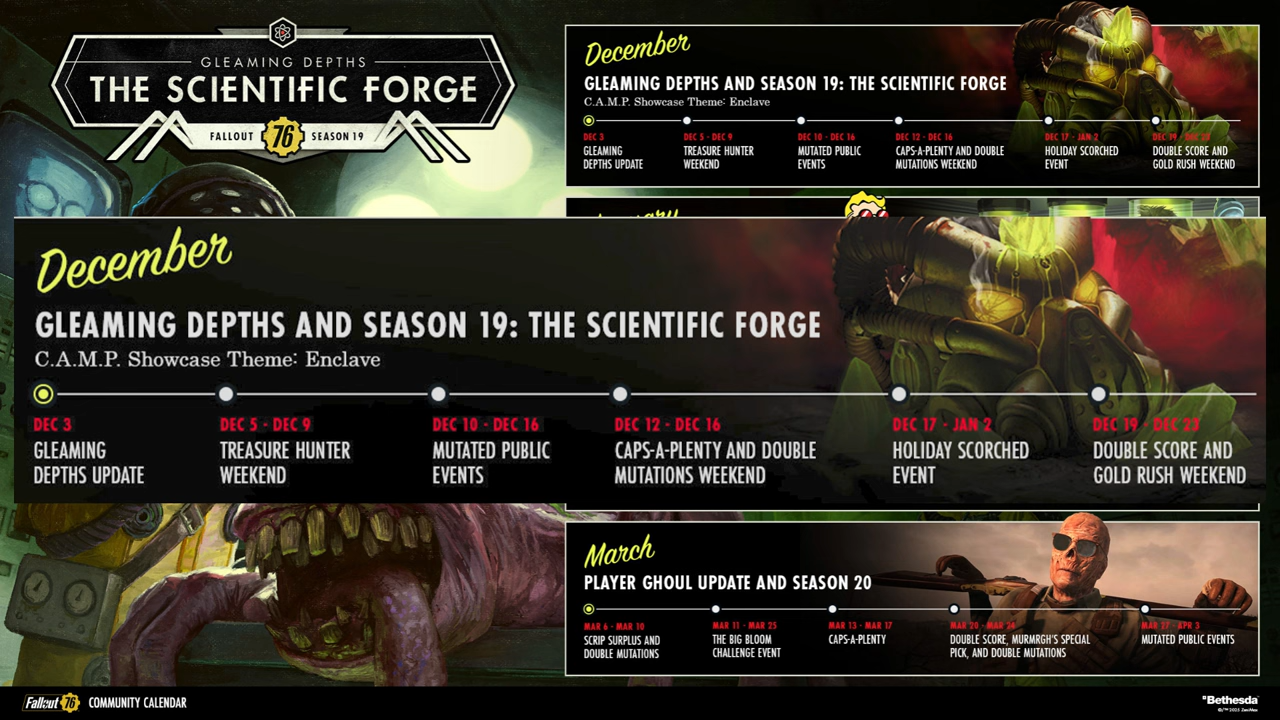 GLEAMING DEPTHS
THE SCIENTIFIC FORGE
FALLOUT 76 SEASON 19
December
GLEAMING DEPTHS AND SEASON 19: THE SCIENTIFIC FORGE
C.A.M.P. Showcase Theme: Enclave
DEC 3
GLEAMING
DEPTHS UPDATE
DEC 5 - DEC 9
TREASURE HUNTER
WEEKEND
DEC 10 - DEC 16
MUTATED PUBLIC
EVENTS
DEC 12 - DEC 16
CAPS-A-PLENTY AND DOUBLE
MUTATIONS WEEKEND
DEC 17 - JAN 2
HOLIDAY SCORCHED
EVENT
DEC 19 - DEC 23
DOUBLE SCORE AND
GOLD RUSH WEEKEND
December
GLEAMING DEPTHS AND SEASON 19: THE SCIENTIFIC FORGE
C.A.M.P. Showcase Theme: Enclave
DEC 3
GLEAMING
DEPTHS UPDATE
DEC 5 - DEC 9
TREASURE HUNTER
WEEKEND
DEC 10 - DEC 16
MUTATED PUBLIC
EVENTS
DEC 12 - DEC 16
CAPS-A-PLENTY AND DOUBLE
MUTATIONS WEEKEND
DEC 17 - JAN 2
HOLIDAY SCORCHED
EVENT
DEC 19 - DEC 23
DOUBLE SCORE AND
GOLD RUSH WEEKEND
March
PLAYER GHOUL UPDATE AND SEASON 20
MAR 6 - MAR 10
SCRIP SURPLUS AND
DOUBLE MUTATIONS
MAR 11 - MAR 25
THE BIG BLOOM
CHALLENGE EVENT
MAR 13 - MAR 17
CAPS-A-PLENTY
MAR 20 - MAR 24
DOUBLE SCORE, MURMRGH'S SPECIAL
PICK, AND DOUBLE MUTATIONS
MAR 27 - APR 3
MUTATED PUBLIC EVENTS
Fallout 76 COMMUNITY CALENDAR
Bethesda